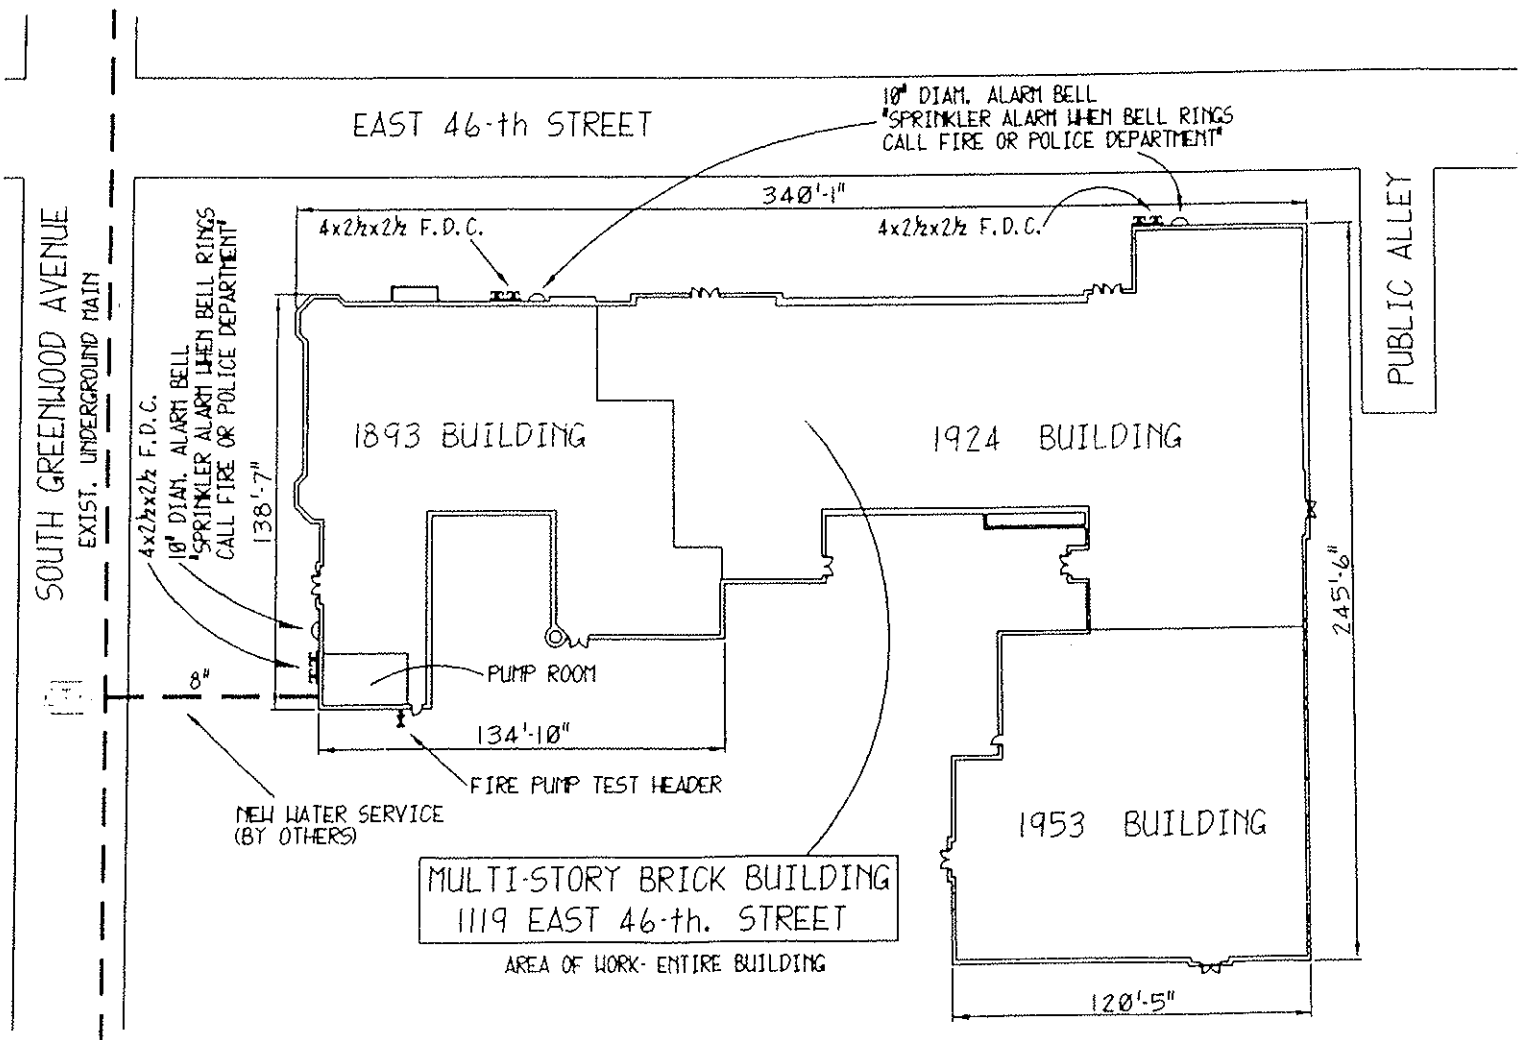 EAST 46-th STREET
10" DIAM. ALARM BELL
"SPRINKLER ALARM WHEN BELL RINGS
CALL FIRE OR POLICE DEPARTMENT"
340'-1"
4x2½x2½ F.D.C.
4x2½x2½ F.D.C.
PUBLIC ALLEY
SOUTH GREENWOOD AVENUE
EXIST. UNDERGROUND MAIN
4x2½x2½ F.D.C.
10" DIAM. ALARM BELL
"SPRINKLER ALARM WHEN BELL RINGS
CALL FIRE OR POLICE DEPARTMENT"
138'-7"
1893 BUILDING
1924 BUILDING
245'-6"
8"
PUMP ROOM
134'-10"
FIRE PUMP TEST HEADER
NEW WATER SERVICE
(BY OTHERS)
1953 BUILDING
MULTI-STORY BRICK BUILDING
1119 EAST 46-th. STREET
AREA OF WORK- ENTIRE BUILDING
120'-5"